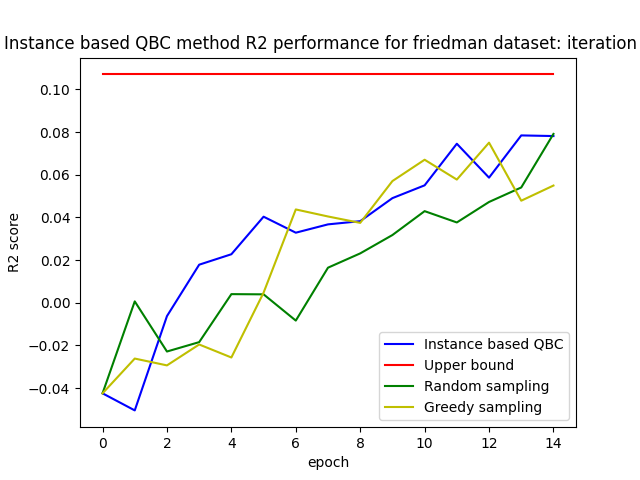 Instance based QBC method R2 performance for friedman dataset: iteration
0.10
0.08
0.06
0.04
0.02
0.00
−0.02
−0.04
R2 score
0 2 4 6 8 10 12 14
epoch
Instance based QBC
Upper bound
Random sampling
Greedy sampling